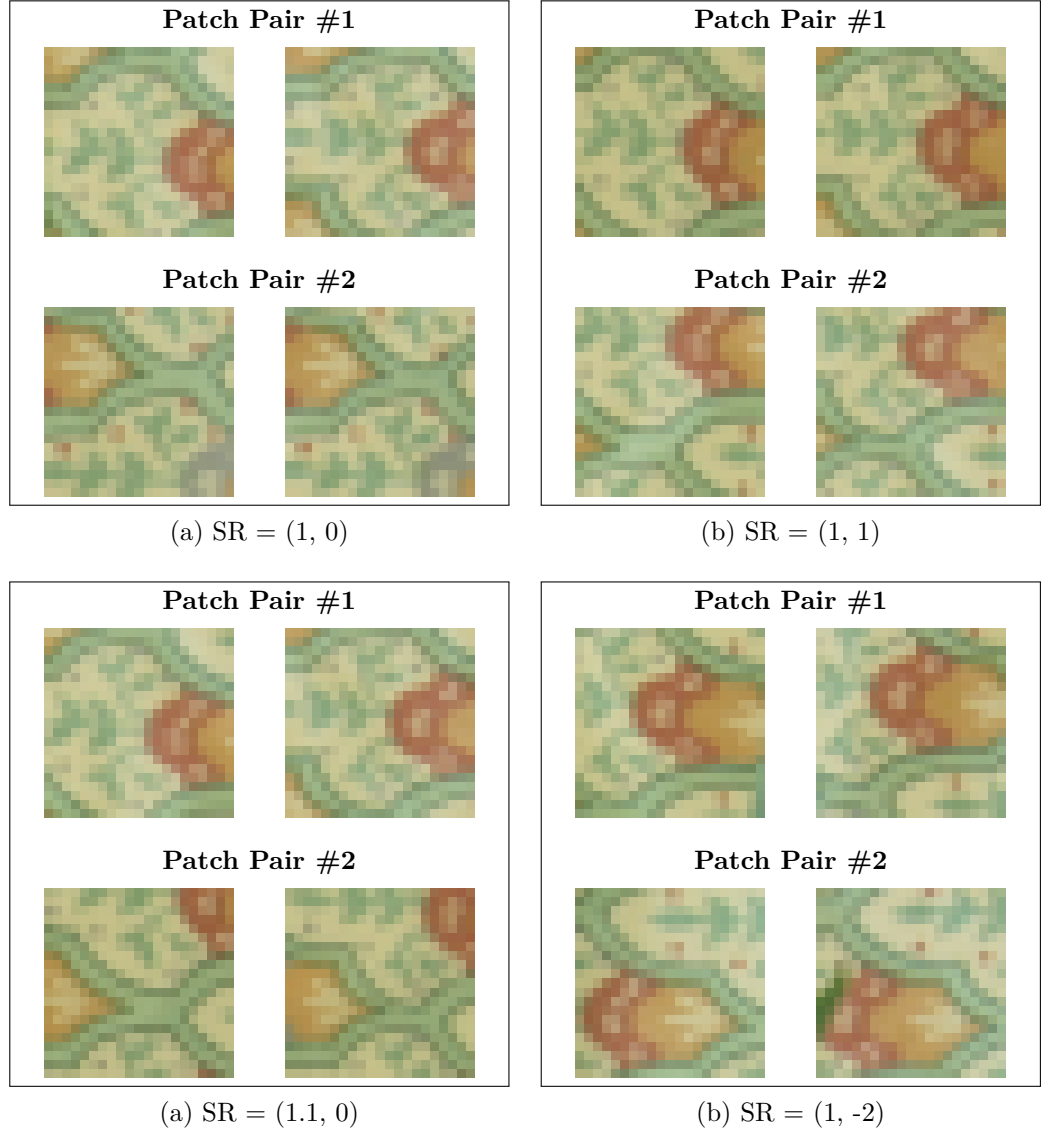 Patch Pair #1
Patch Pair #2
(a) SR = (1, 0)
Patch Pair #1
Patch Pair #2
(b) SR = (1, 1)
Patch Pair #1
Patch Pair #2
(a) SR = (1.1, 0)
Patch Pair #1
Patch Pair #2
(b) SR = (1, -2)